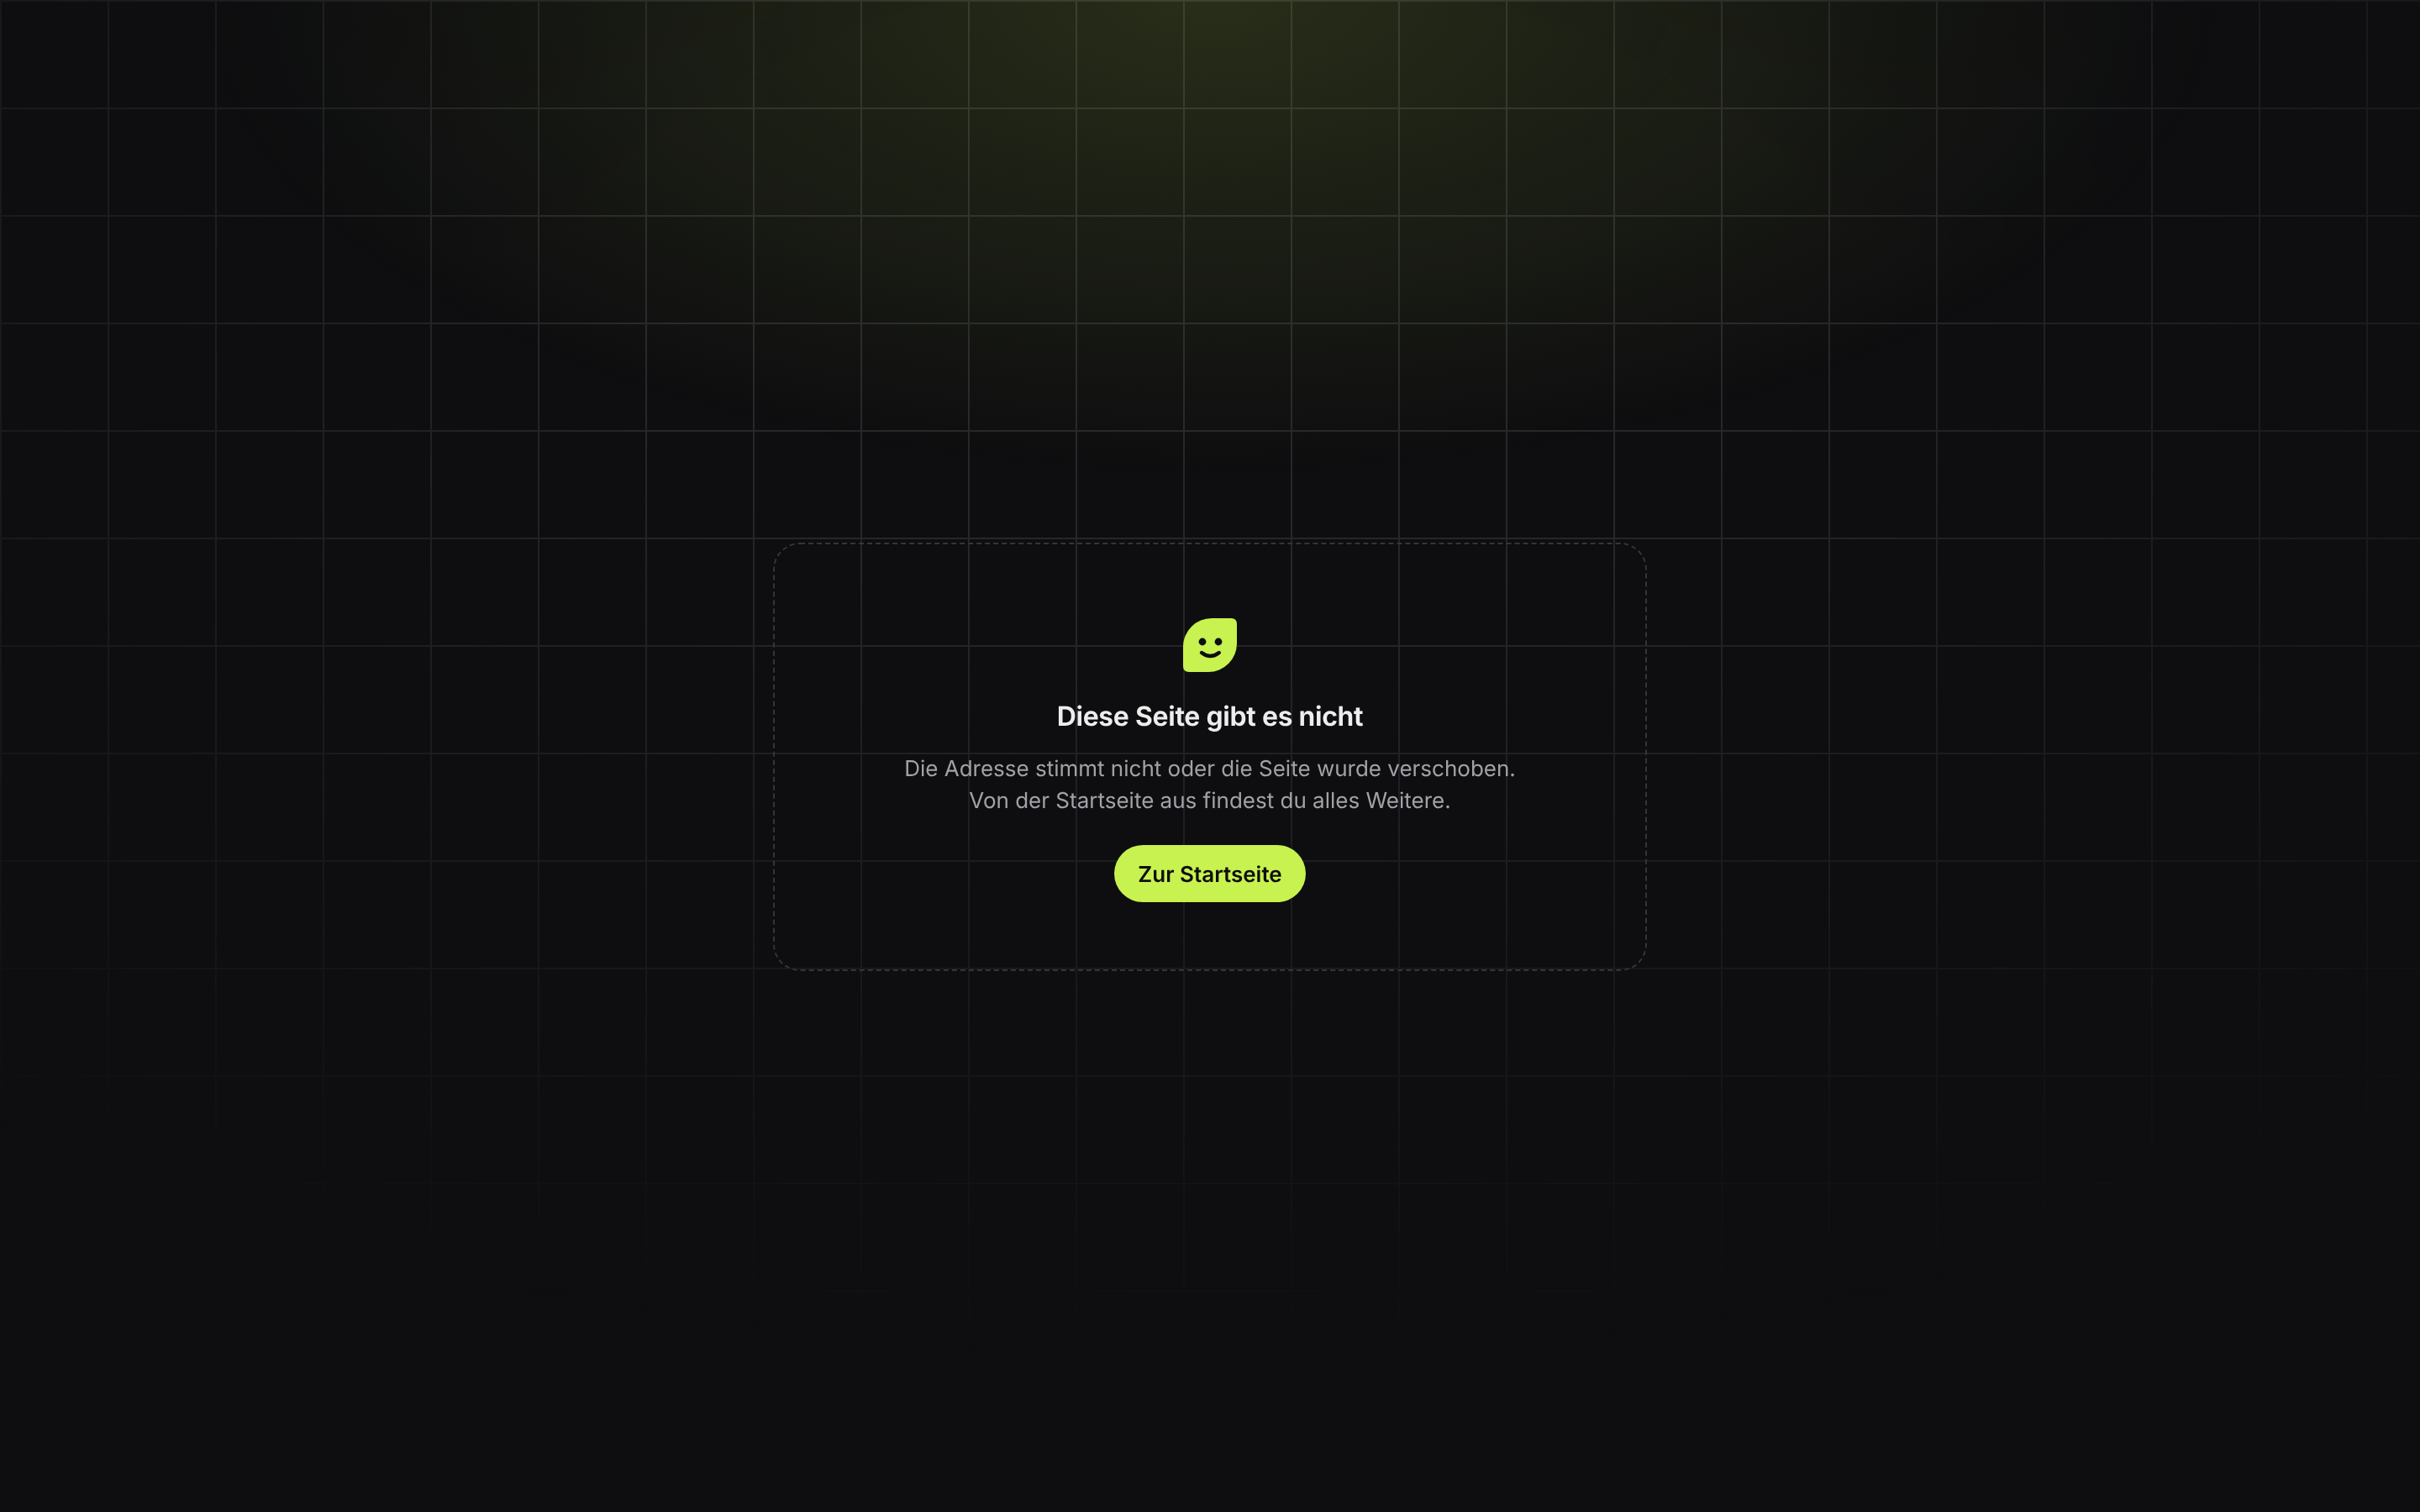 Diese Seite gibt es nicht
Die Adresse stimmt nicht oder die Seite wurde verschoben.
Von der Startseite aus findest du alles Weitere.
Zur Startseite